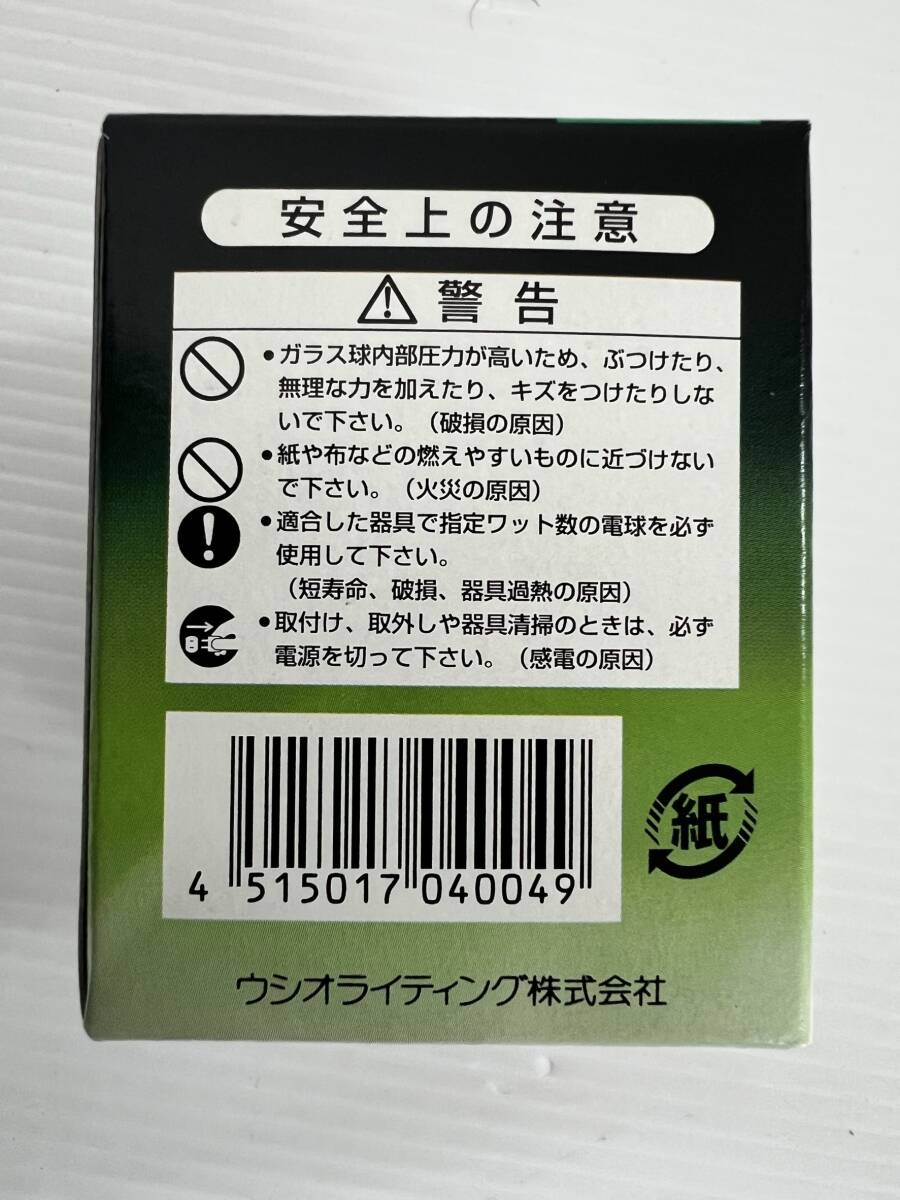 安全上の注意
警告
•ガラス球内部圧力が高いため、ぶつけたり、
無理な力を加えたり、キズをつけたりしな
いで下さい。（破損の原因）
•紙や布などの燃えやすいものに近づけない
で下さい。（火災の原因）
•適合した器具で指定ワット数の電球を必ず
使用して下さい。
（短寿命、破損、器具過熱の原因）
•取付け、取外しや器具清掃のときは、必ず
電源を切って下さい。（感電の原因）
4 515017 040049
紙
ウシオライティング株式会社